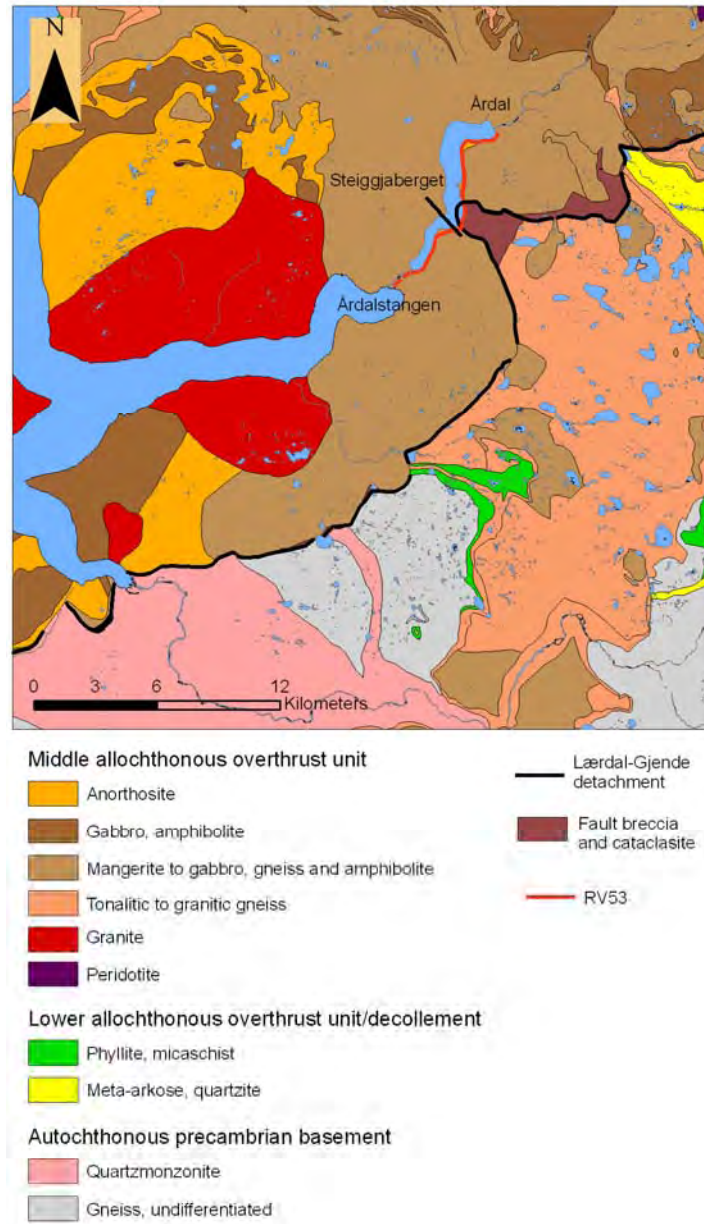 N
Årdal
Steiggjaberget
Årdalstangen
0 3 6 12
Kilometers
Middle allochthonous overthrust unit
Anorthosite
Gabbro, amphibolite
Mangerite to gabbro, gneiss and amphibolite
Tonalitic to granitic gneiss
Granite
Peridotite
Lærdal-Gjende
detachment
Fault breccia
and cataclasite
RV53
Lower allochthonous overthrust unit/decollement
Phyllite, micaschist
Meta-arkose, quartzite
Autochthonous precambrian basement
Quartzmonzonite
Gneiss, undifferentiated